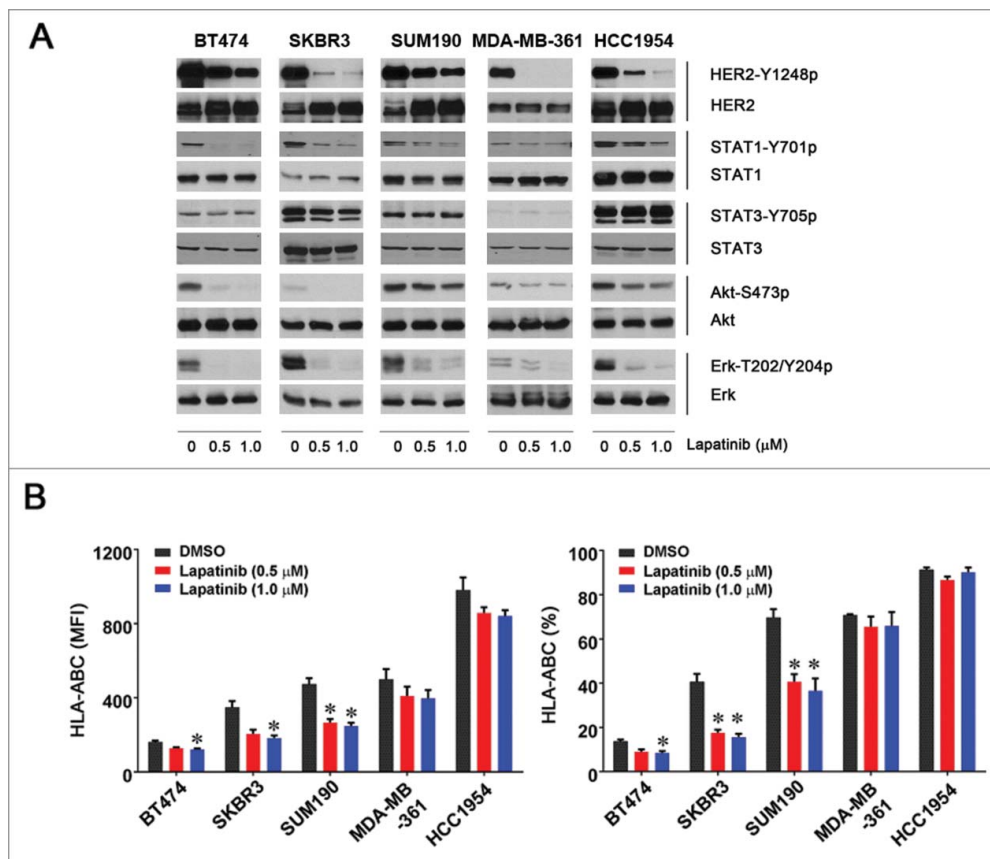 A
BT474 SKBR3 SUM190 MDA-MB-361 HCC1954
HER2-Y1248p
HER2
STAT1-Y701p
STAT1
STAT3-Y705p
STAT3
Akt-S473p
Akt
Erk-T202/Y204p
Erk
0 0.5 1.0 0 0.5 1.0 0 0.5 1.0 0 0.5 1.0 0 0.5 1.0 Lapatinib (μM)
B
HLA-ABC (MFI)
1200
800
400
0
DMSO
Lapatinib (0.5 μM)
Lapatinib (1.0 μM)
* * * *
BT474
SKBR3
SUM190
MDA-MB
-361
HCC1954
HLA-ABC (%)
100
80
60
40
20
0
DMSO
Lapatinib (0.5 μM)
Lapatinib (1.0 μM)
* * * * *
BT474
SKBR3
SUM190
MDA-MB
-361
HCC1954